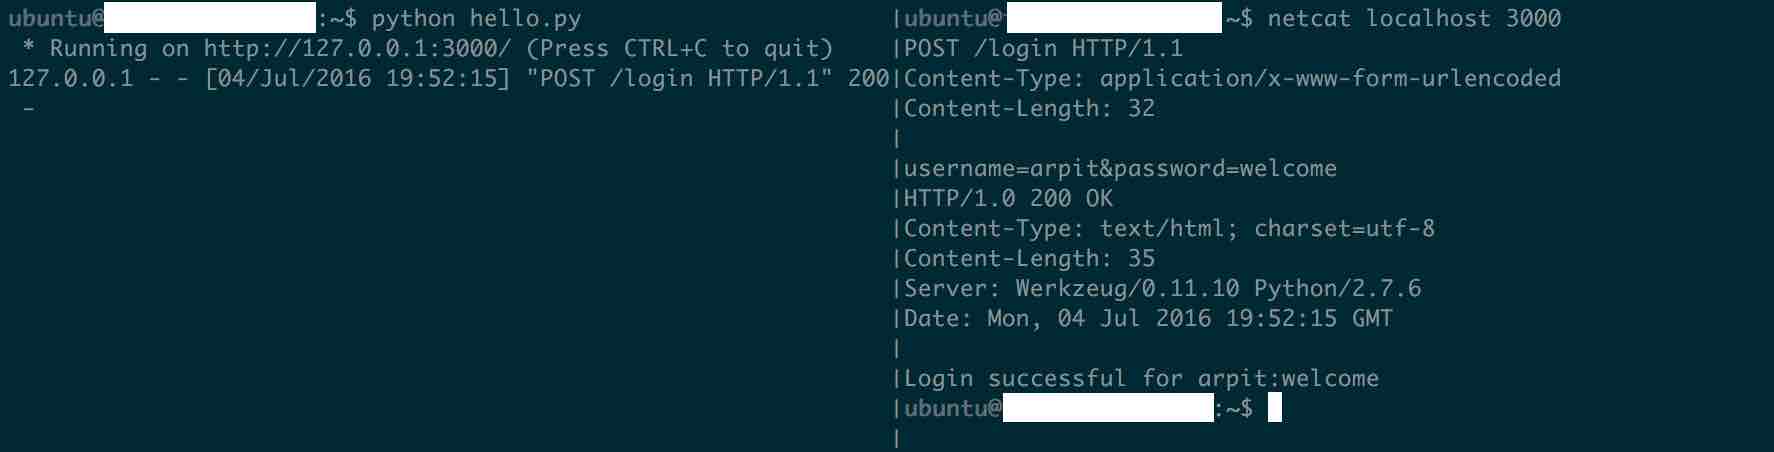 ubuntu@ :~$ python hello.py
 * Running on http://127.0.0.1:3000/ (Press CTRL+C to quit)
127.0.0.1 - - [04/Jul/2016 19:52:15] "POST /login HTTP/1.1" 200
 -
|ubuntu@ ~$ netcat localhost 3000
|POST /login HTTP/1.1
|Content-Type: application/x-www-form-urlencoded
|Content-Length: 32
|
|username=arpit&password=welcome
|HTTP/1.0 200 OK
|Content-Type: text/html; charset=utf-8
|Content-Length: 35
|Server: Werkzeug/0.11.10 Python/2.7.6
|Date: Mon, 04 Jul 2016 19:52:15 GMT
|
|Login successful for arpit:welcome
|ubuntu@ :~$
|